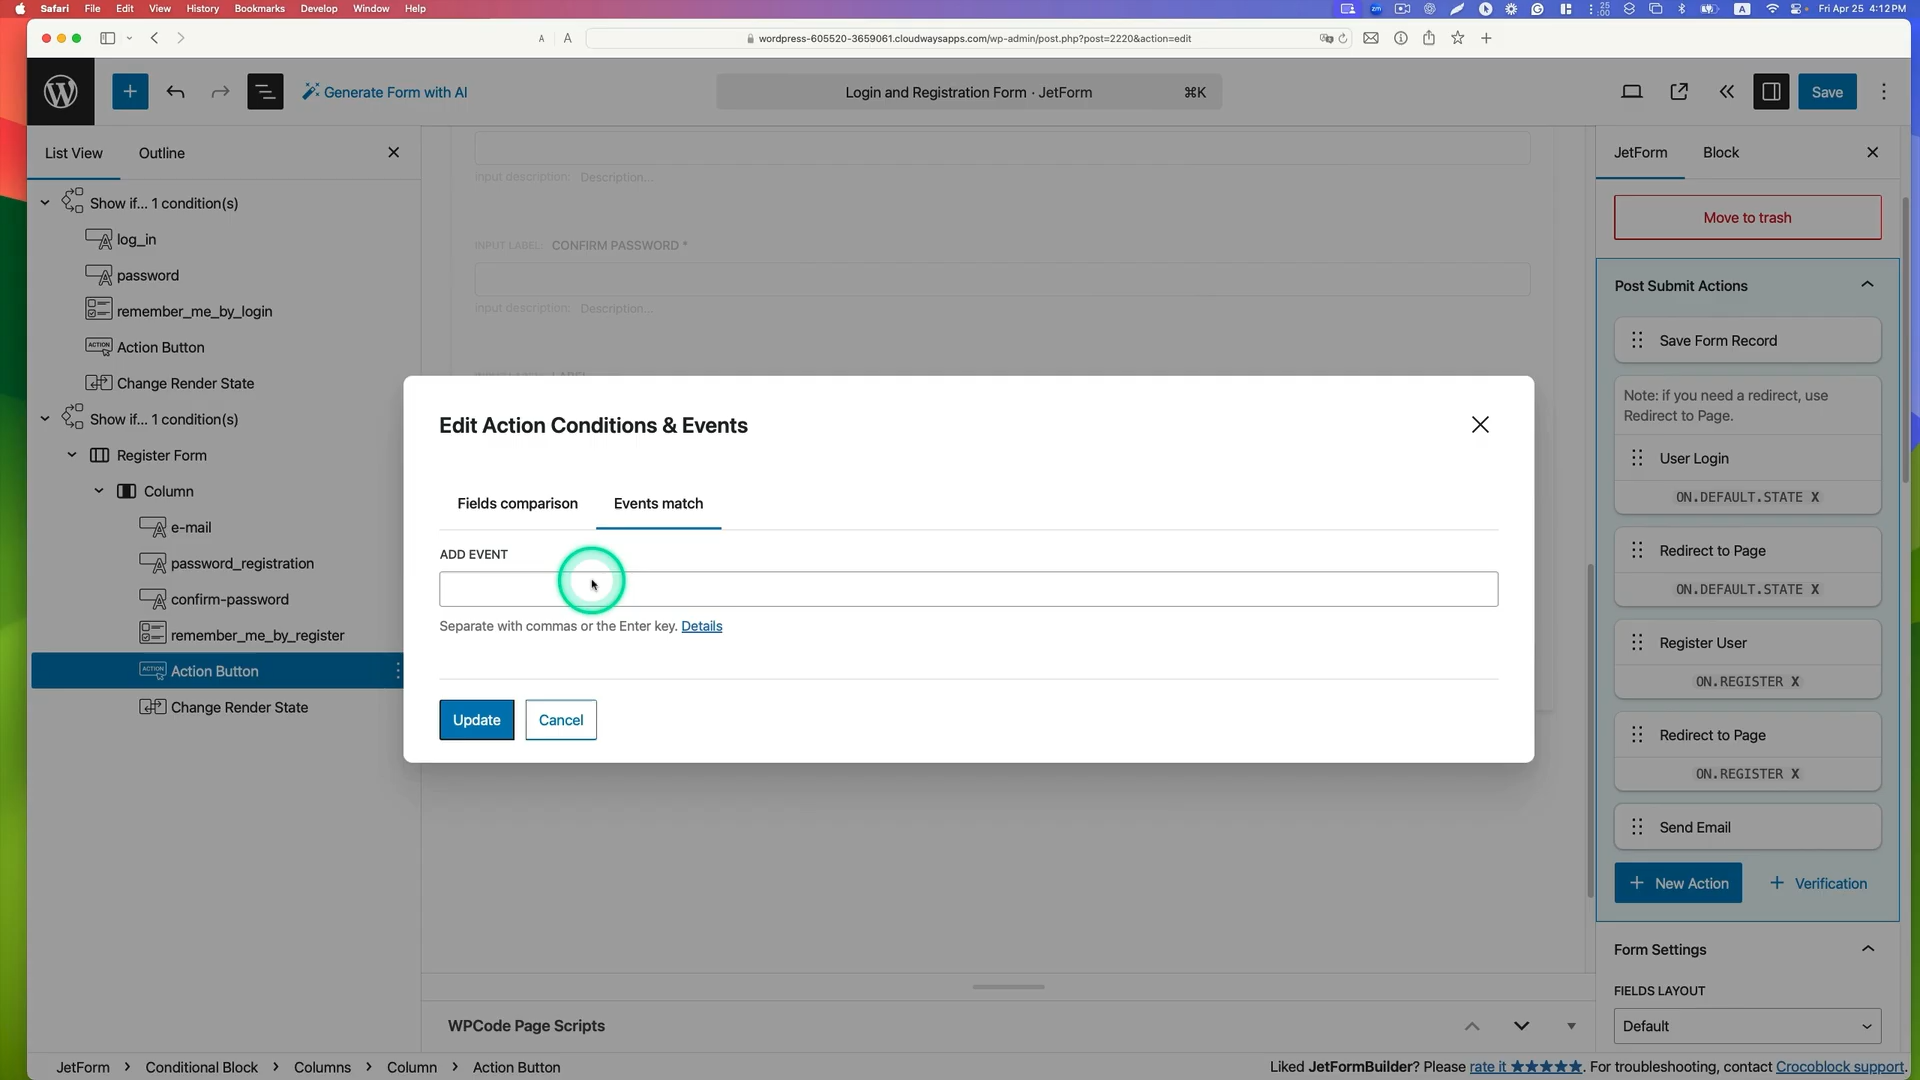 Safari File Edit View History Bookmarks Develop Window Help
Fri Apr 25 4:12 PM
A A wordpress-605520-3659061.cloudwaysapps.com/wp-admin/post.php?post=2220&action=edit
Generate Form with AI
Login and Registration Form · JetForm ⌘K
Save
List View Outline
Show if... 1 condition(s)
log_in
password
remember_me_by_login
ACTION Action Button
Change Render State
Show if... 1 condition(s)
Register Form
Column
e-mail
password_registration
confirm-password
remember_me_by_register
ACTION Action Button
Change Render State
Input description: Description...
INPUT LABEL: CONFIRM PASSWORD *
Input description: Description...
INPUT LABEL: LABEL
Edit Action Conditions & Events
Fields comparison Events match
ADD EVENT
Separate with commas or the Enter key. Details
Update Cancel
WPCode Page Scripts
JetForm Block
Move to trash
Post Submit Actions
Save Form Record
Note: if you need a redirect, use
Redirect to Page.
User Login
ON.DEFAULT.STATE X
Redirect to Page
ON.DEFAULT.STATE X
Register User
ON.REGISTER X
Redirect to Page
ON.REGISTER X
Send Email
+ New Action + Verification
Form Settings
FIELDS LAYOUT
Default
JetForm > Conditional Block > Columns > Column > Action Button
Liked JetFormBuilder? Please rate it ★★★★★. For troubleshooting, contact Crocoblock support.